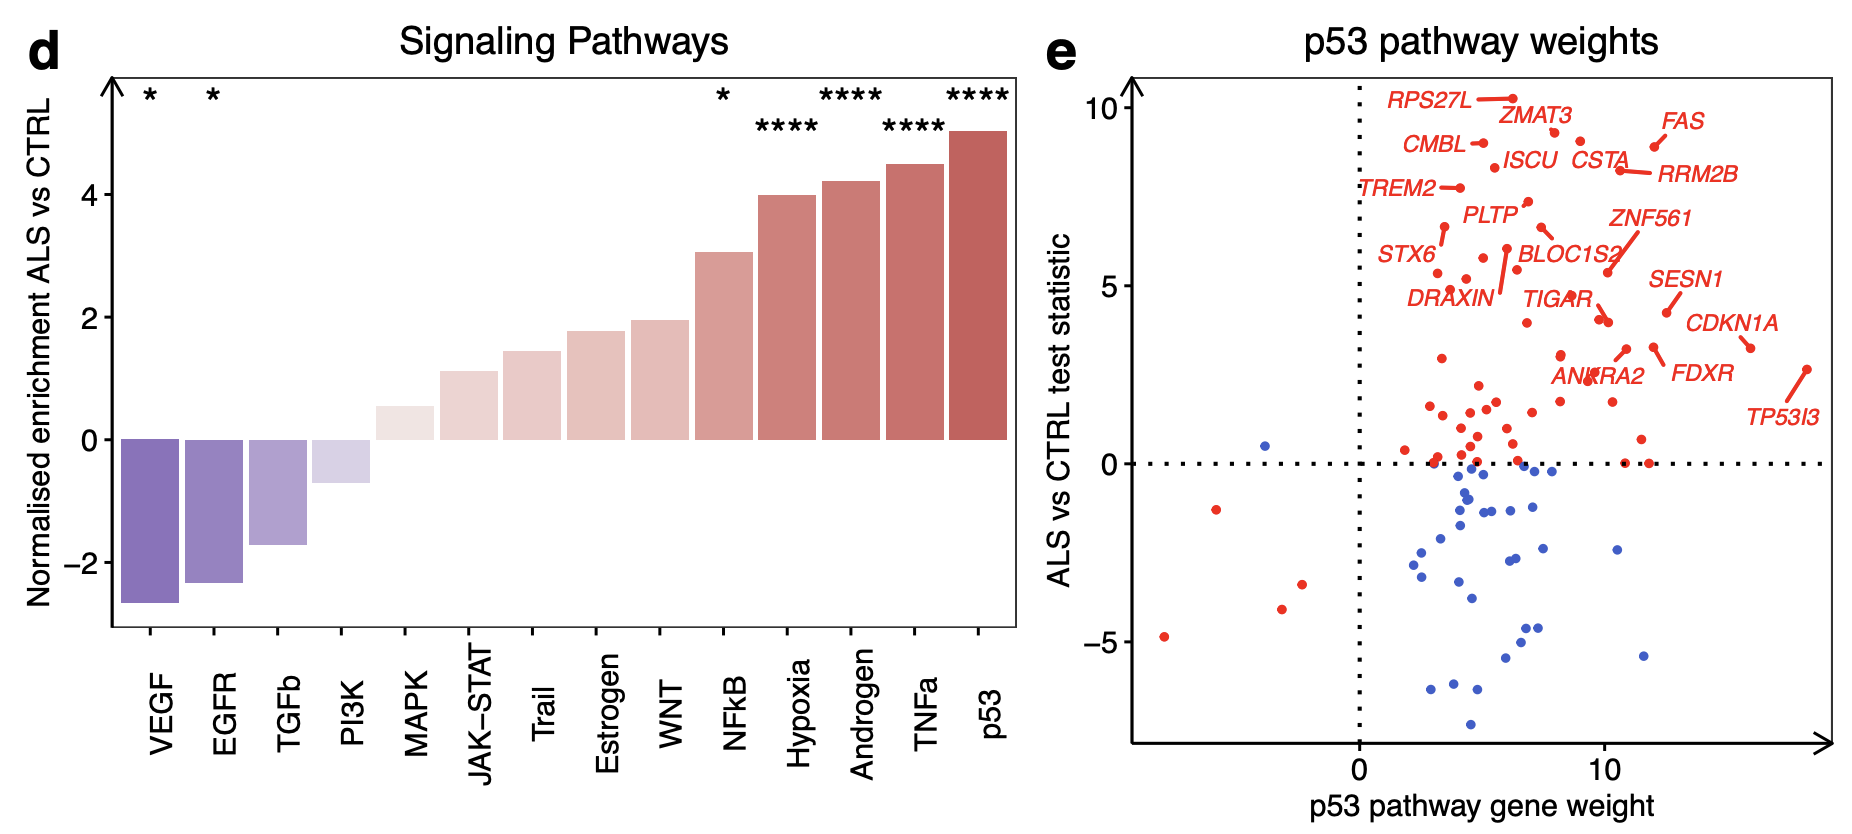 d
Signaling Pathways
Normalised enrichment ALS vs CTRL
4
2
0
−2
* * * **** ****
**** ****
VEGF
EGFR
TGFb
PI3K
MAPK
JAK−STAT
Trail
Estrogen
WNT
NFkB
Hypoxia
Androgen
TNFa
p53
e
p53 pathway weights
ALS vs CTRL test statistic
10
5
0
−5
RPS27L
ZMAT3
FAS
CMBL
ISCU
CSTA
RRM2B
TREM2
PLTP
ZNF561
STX6
BLOC1S2
SESN1
DRAXIN
TIGAR
CDKN1A
ANKRA2
FDXR
TP53I3
0
10
p53 pathway gene weight